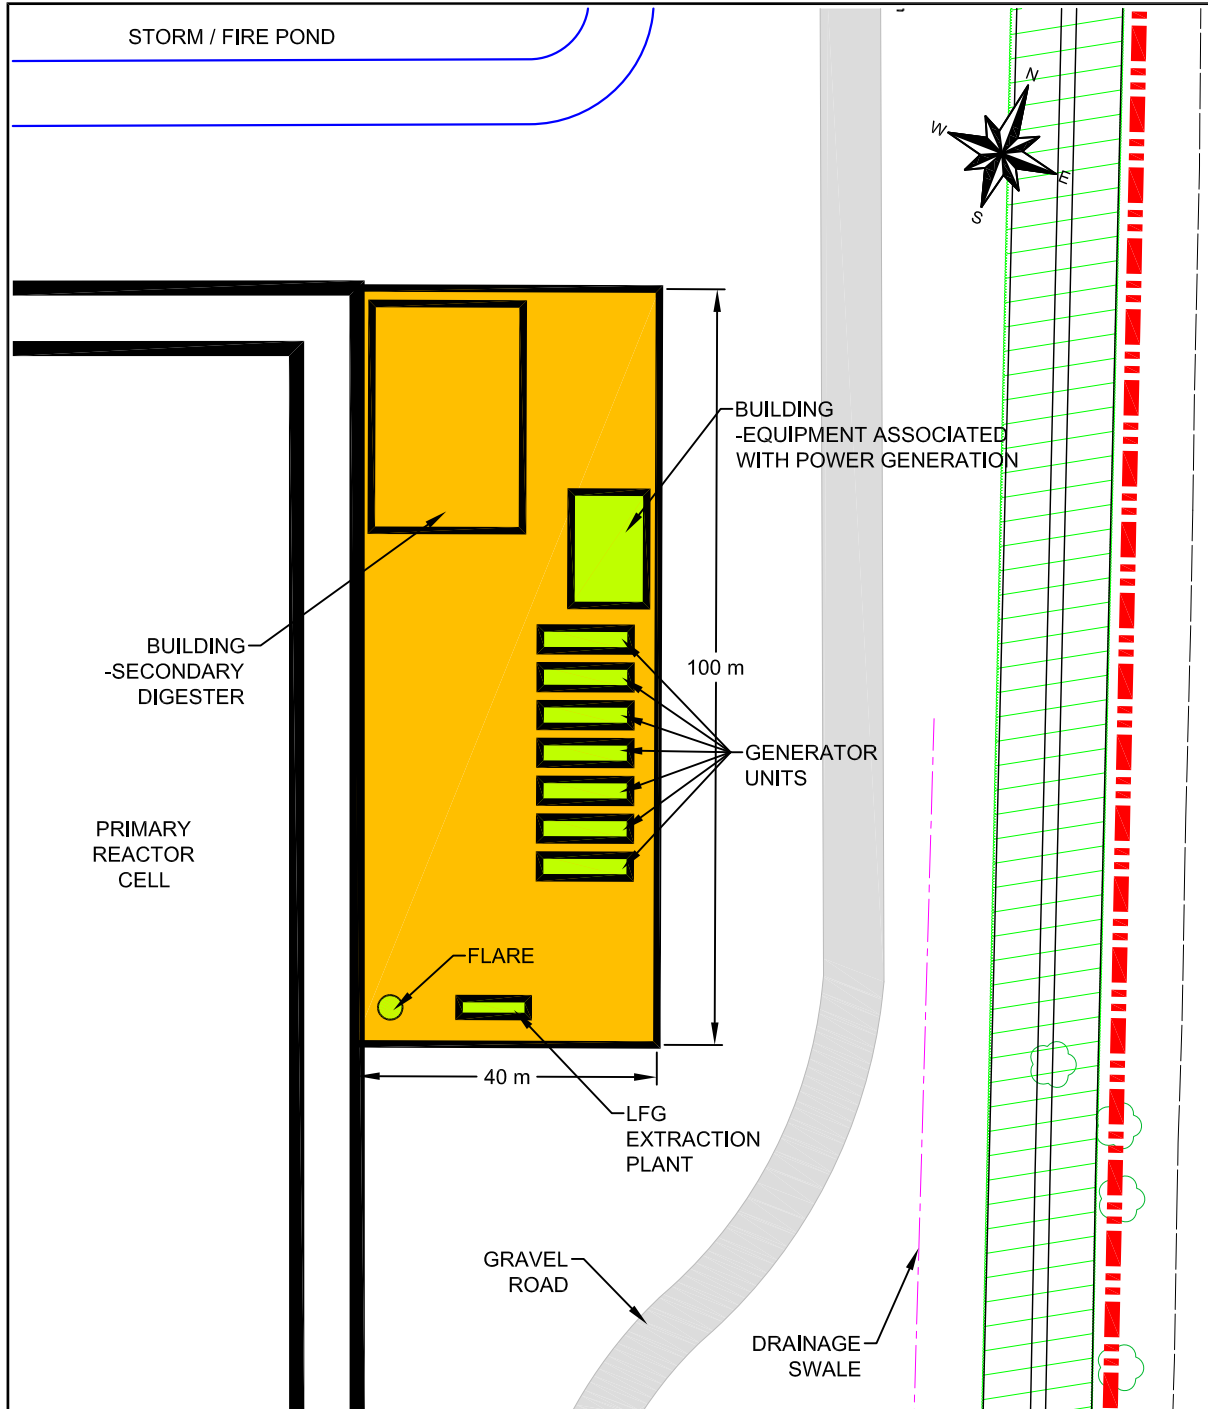 STORM / FIRE POND
N
W
E
S
BUILDING
-EQUIPMENT ASSOCIATED
WITH POWER GENERATION
BUILDING
-SECONDARY
DIGESTER
100 m
GENERATOR
UNITS
PRIMARY
REACTOR
CELL
FLARE
40 m
LFG
EXTRACTION
PLANT
GRAVEL
ROAD
DRAINAGE
SWALE